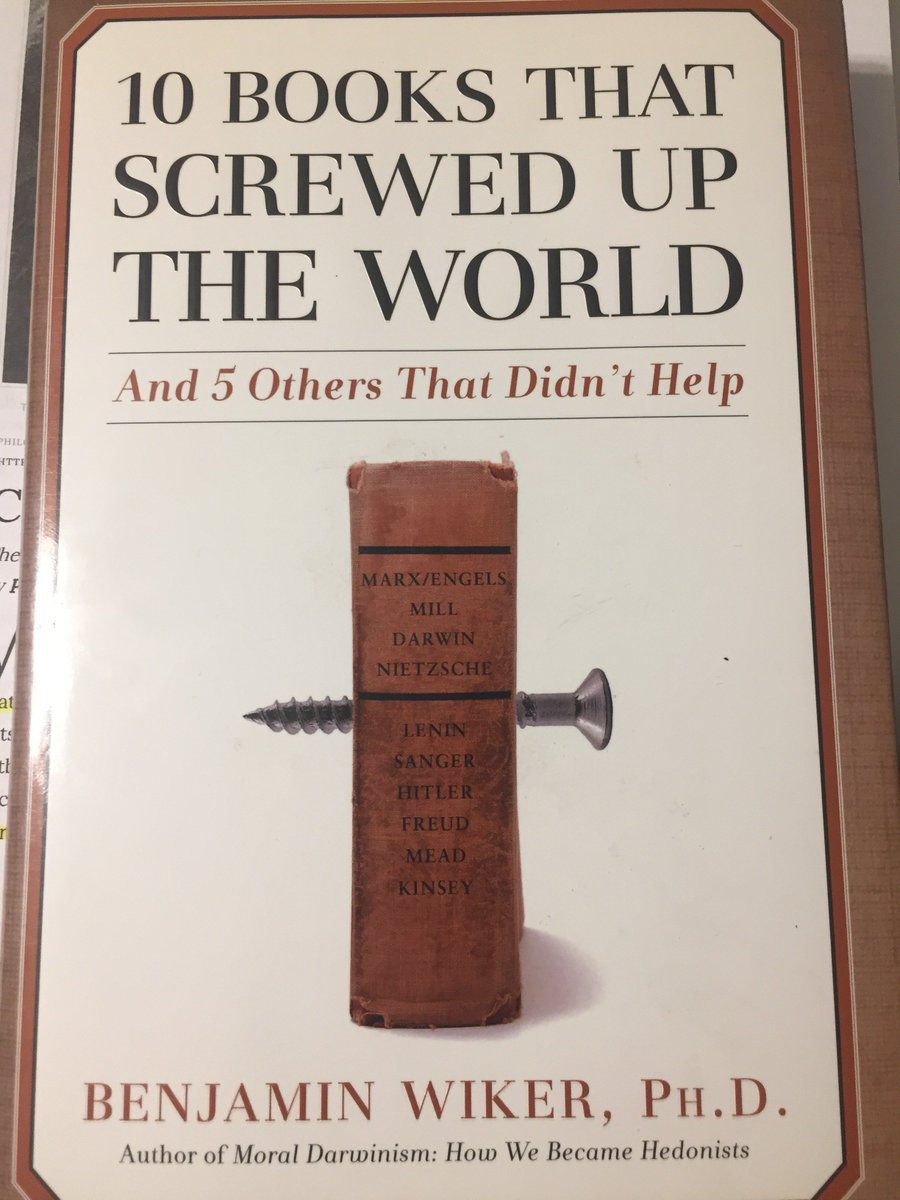 10 BOOKS THAT
SCREWED UP
THE WORLD
And 5 Others That Didn't Help
MARX/ENGELS
MILL
DARWIN
NIETZSCHE
LENIN
SANGER
HITLER
FREUD
MEAD
KINSEY
BENJAMIN WIKER, PH.D.
Author of Moral Darwinism: How We Became Hedonists